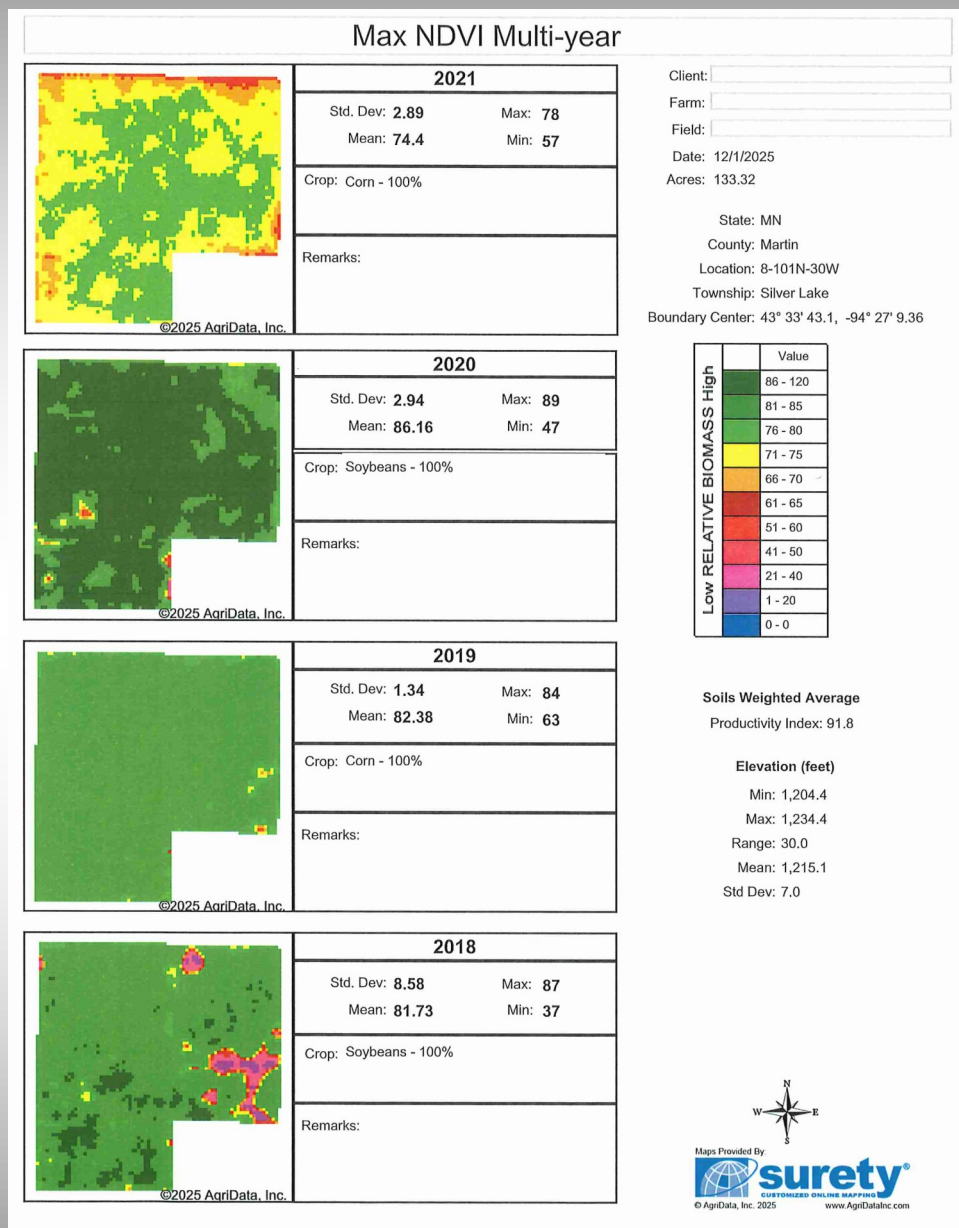 Max NDVI Multi-year
2021
Std. Dev: 2.89 Max: 78
Mean: 74.4 Min: 57
Crop: Corn - 100%
Remarks:
©2025 AgriData, Inc.
2020
Std. Dev: 2.94 Max: 89
Mean: 86.16 Min: 47
Crop: Soybeans - 100%
Remarks:
©2025 AgriData, Inc.
2019
Std. Dev: 1.34 Max: 84
Mean: 82.38 Min: 63
Crop: Corn - 100%
Remarks:
©2025 AgriData, Inc.
2018
Std. Dev: 8.58 Max: 87
Mean: 81.73 Min: 37
Crop: Soybeans - 100%
Remarks:
©2025 AgriData, Inc.
Client:
Farm:
Field:
Date: 12/1/2025
Acres: 133.32
State: MN
County: Martin
Location: 8-101N-30W
Township: Silver Lake
Boundary Center: 43° 33' 43.1, -94° 27' 9.36
Low RELATIVE BIOMASS High
Value
86 - 120
81 - 85
76 - 80
71 - 75
66 - 70
61 - 65
51 - 60
41 - 50
21 - 40
1 - 20
0 - 0
Soils Weighted Average
Productivity Index: 91.8
Elevation (feet)
Min: 1,204.4
Max: 1,234.4
Range: 30.0
Mean: 1,215.1
Std Dev: 7.0
N
W E
S
Maps Provided By:
surety®
CUSTOMIZED ONLINE MAPPING
© AgriData, Inc. 2025 www.AgriDataInc.com